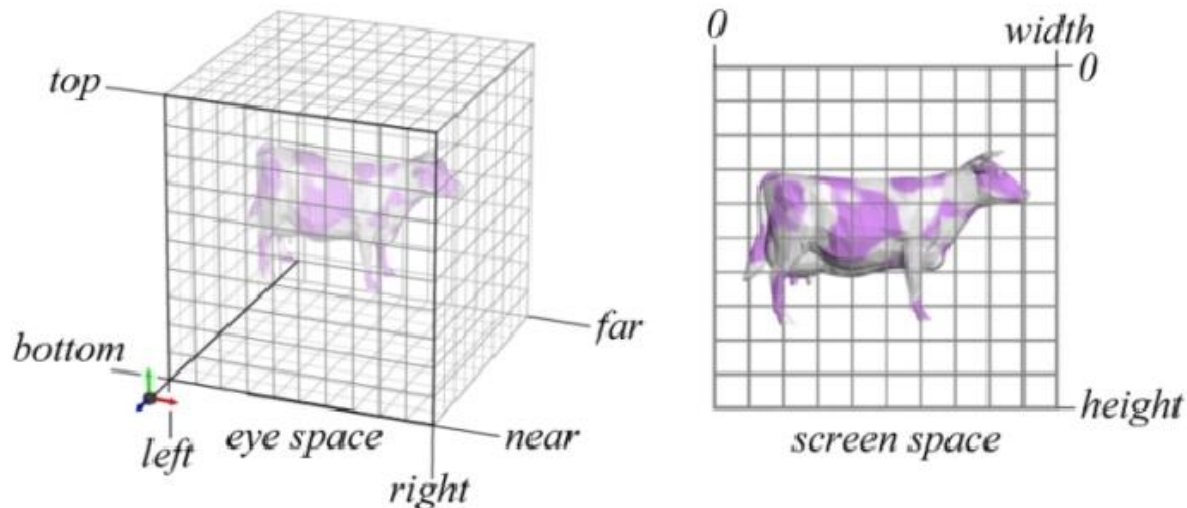 top
bottom
left
eye space
near
right
far
0
width
0
height
screen space